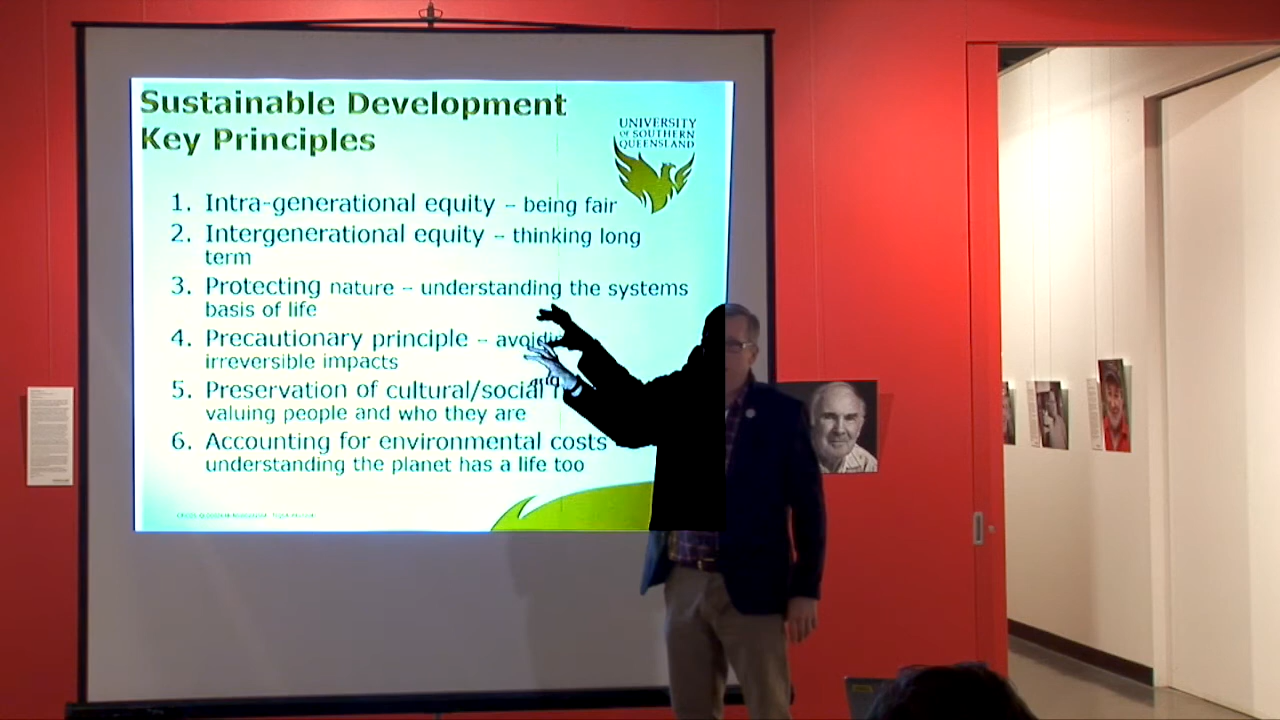 Sustainable Development
Key Principles
UNIVERSITY
OF SOUTHERN
QUEENSLAND
1. Intra-generational equity – being fair
2. Intergenerational equity – thinking long
term
3. Protecting nature – understanding the systems
basis of life
4. Precautionary principle –
irreversible impacts
5. Preservation of cultural/social
valuing people and who they are
6. Accounting for environmental costs
understanding the planet has a life too